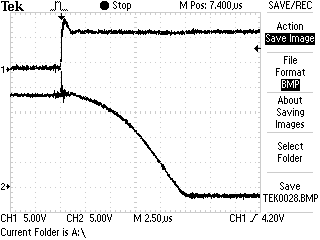 Tek Stop M Pos: 7.400µs SAVE/REC
Action
Save Image
File
Format
BMP
About
Saving
Images
Select
Folder
Save
TEK0028.BMP
1
2
CH1 5.00V CH2 5.00V M 2.50µs CH1 / 4.20V
Current Folder is A:\